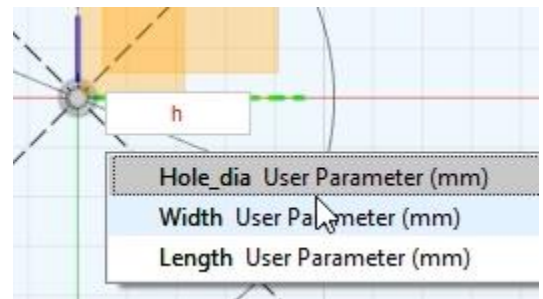 h
Hole_dia User Parameter (mm)
Width User Parameter (mm)
Length User Parameter (mm)